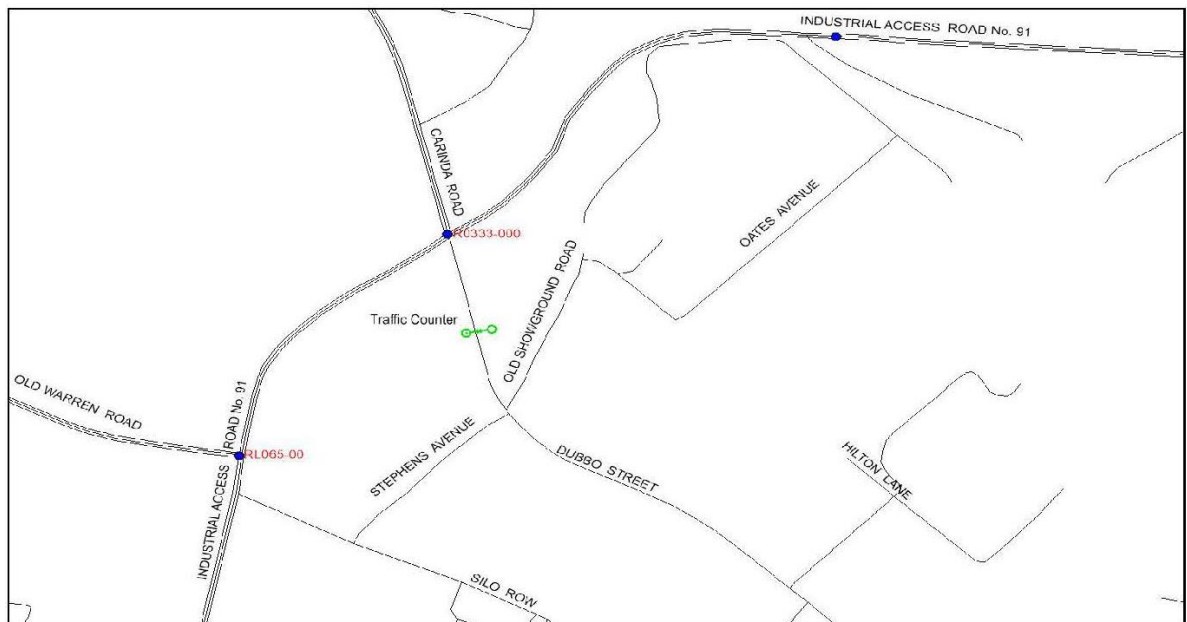 INDUSTRIAL ACCESS ROAD No. 91
CARINDA ROAD
R0333-000
OATES AVENUE
OLD SHOWGROUND ROAD
Traffic Counter
OLD WARREN ROAD
INDUSTRIAL ACCESS ROAD No. 91
RL065-00
STEPHENS AVENUE
DUBBO STREET
HILTON LANE
SILO ROW